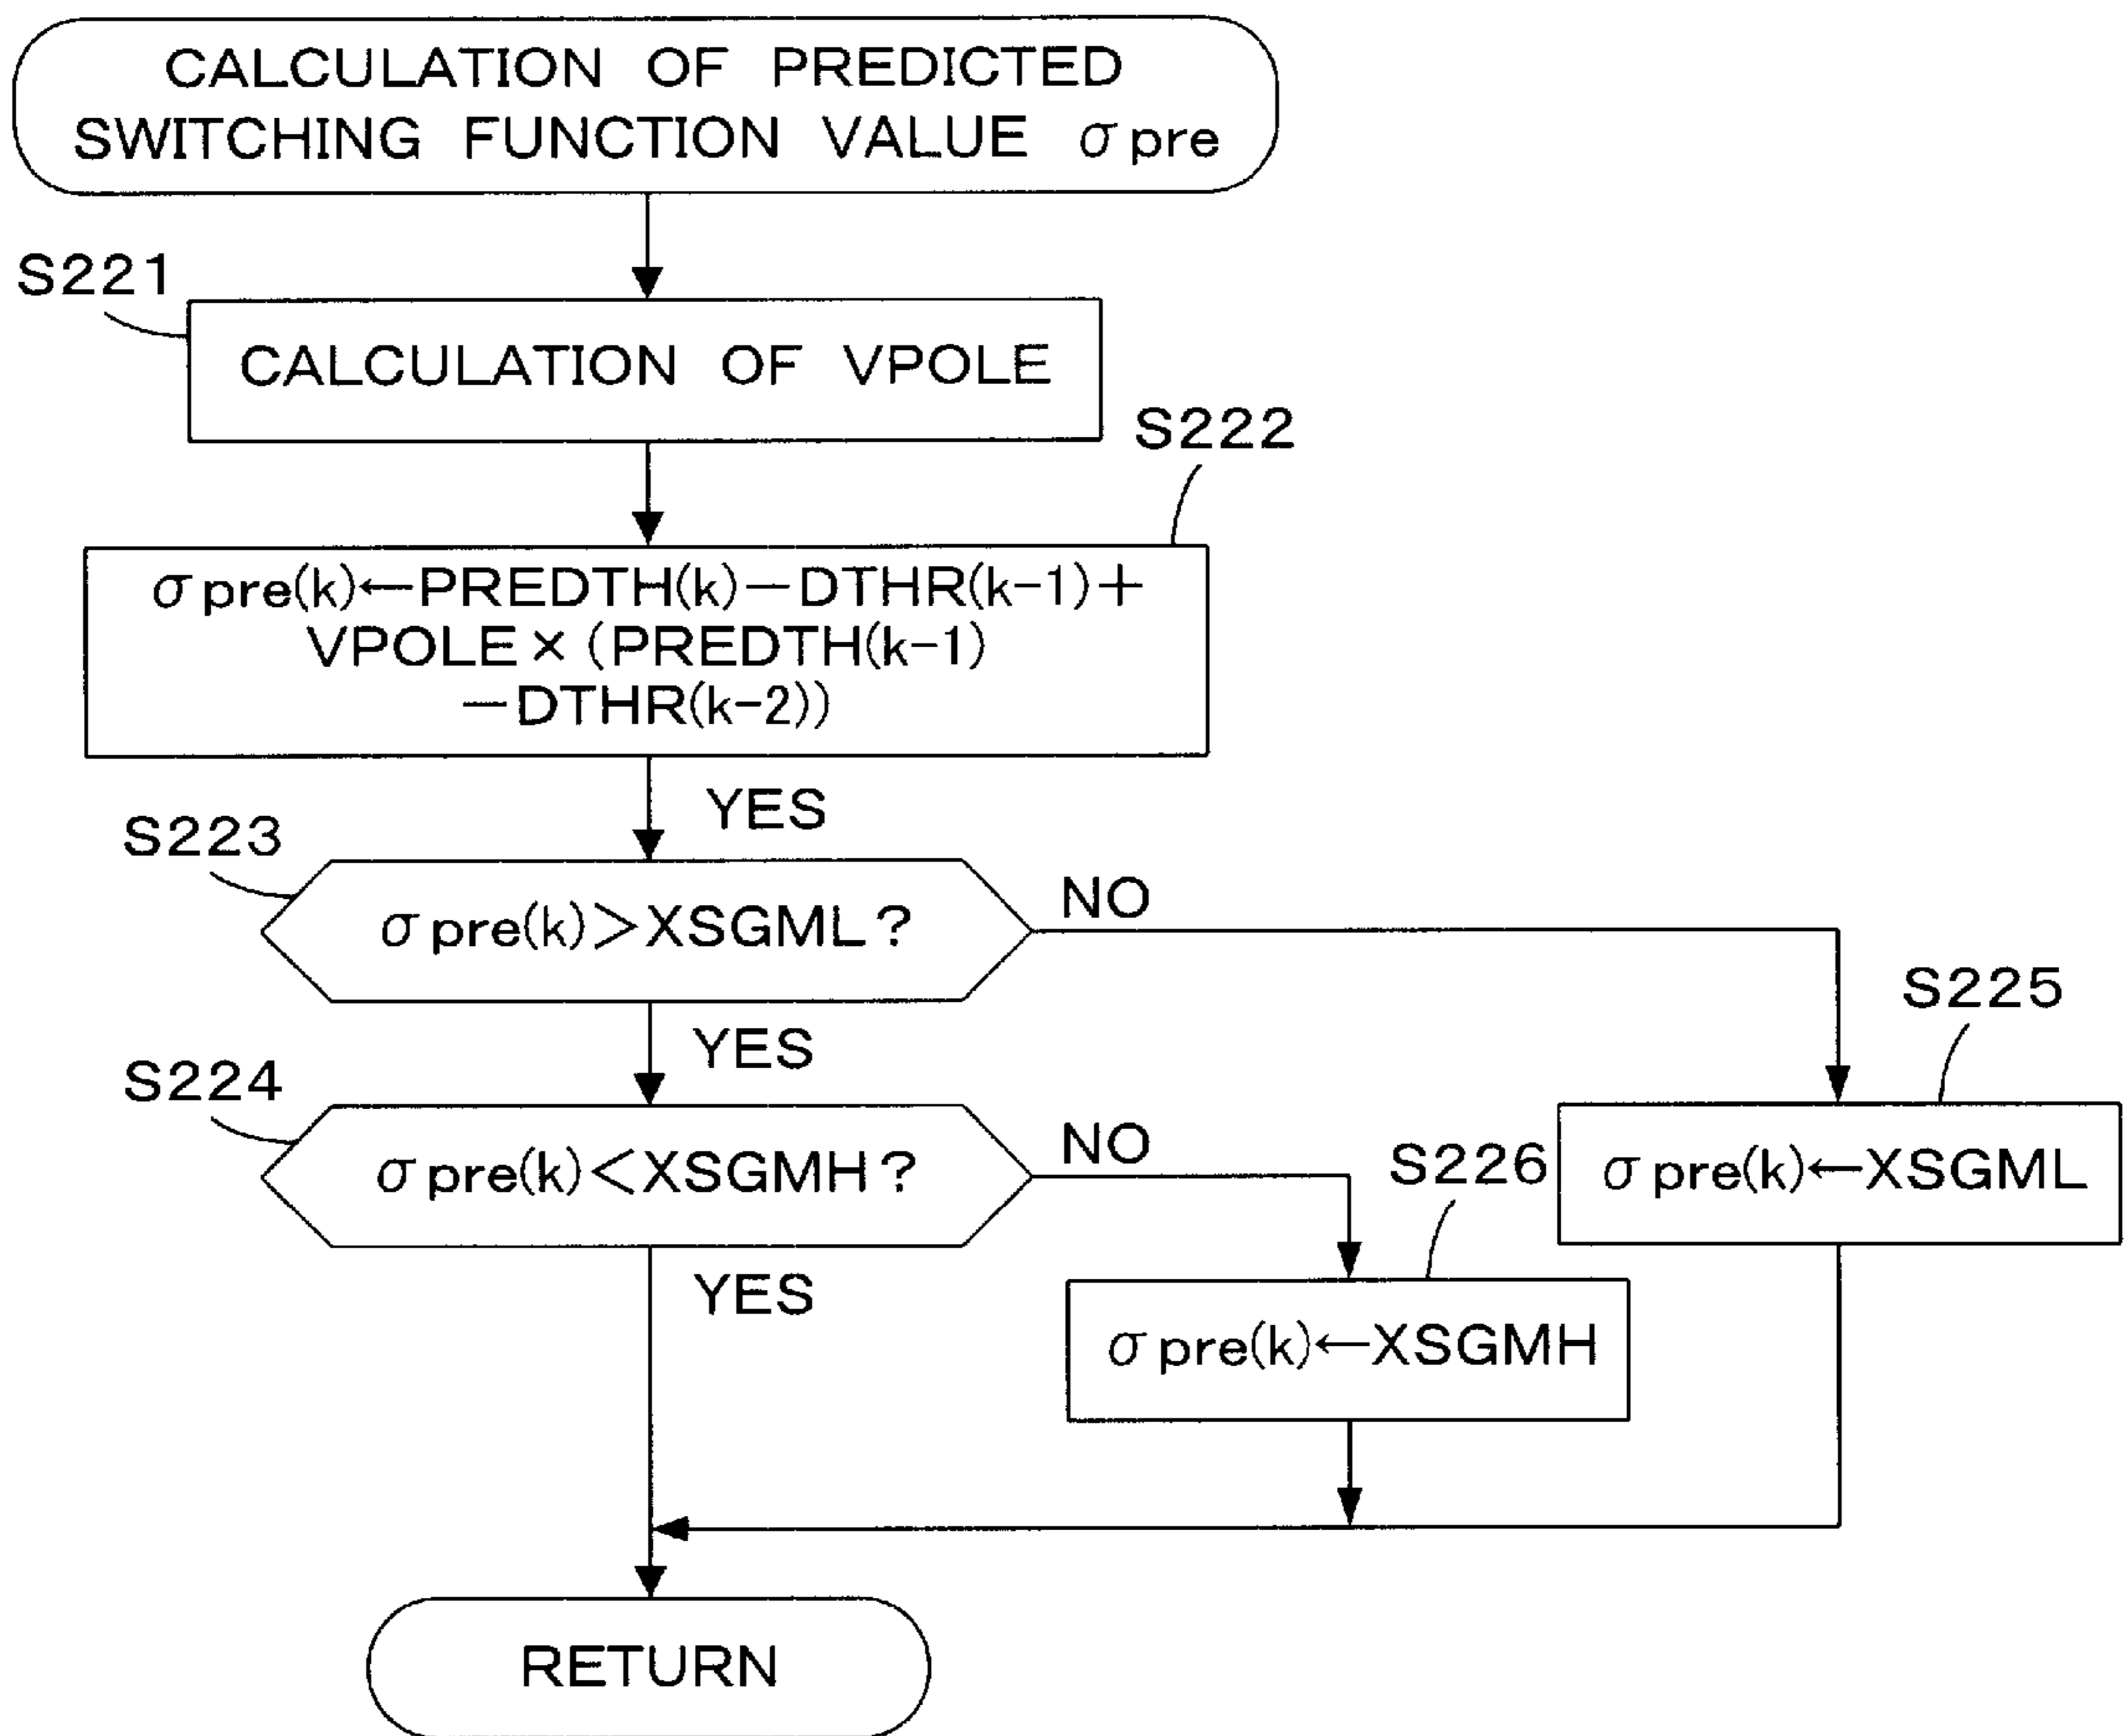 CALCULATION OF PREDICTED
SWITCHING FUNCTION VALUE σpre
S221
CALCULATION OF VPOLE
S222
σpre(k)←PREDTH(k)−DTHR(k−1)+
VPOLE×(PREDTH(k−1)
−DTHR(k−2))
YES
S223
σpre(k)>XSGML?
NO
YES
S225
σpre(k)←XSGML
S224
σpre(k)<XSGMH?
NO
YES
S226
σpre(k)←XSGMH
RETURN